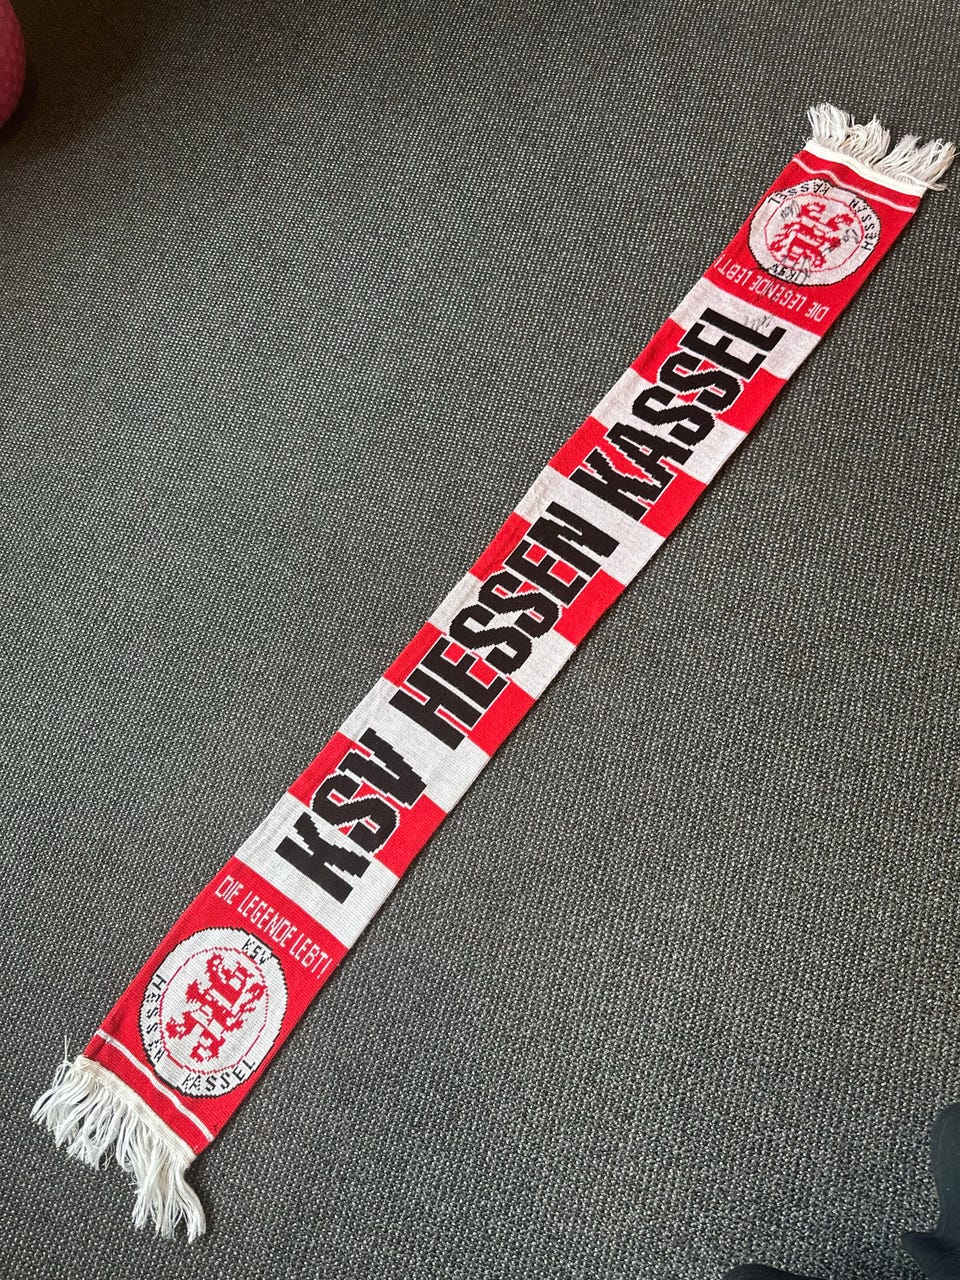 KSV HESSEN KASSEL
DIE LEGENDE LEBT!
KSV
HESSEN KASSEL
DIE LEGENDE LEBT!
KSV
HESSEN KASSEL